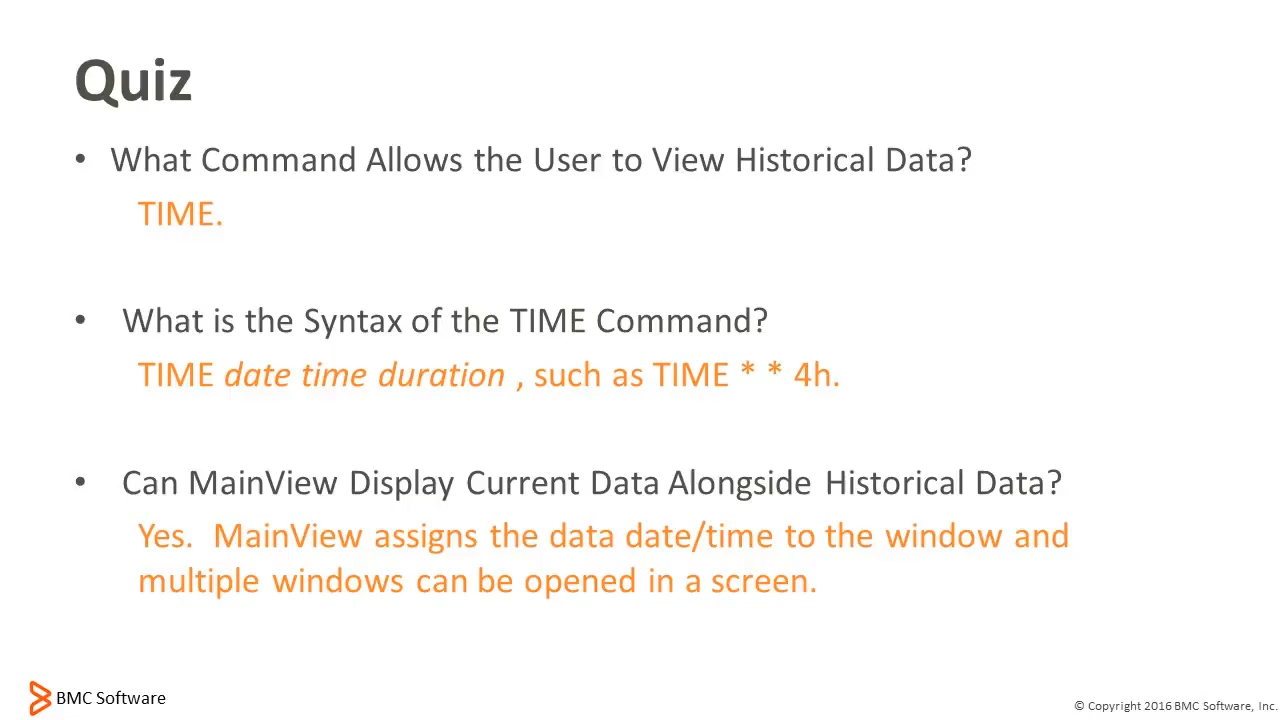 Quiz
• What Command Allows the User to View Historical Data?
TIME.
• What is the Syntax of the TIME Command?
TIME date time duration , such as TIME * * 4h.
• Can MainView Display Current Data Alongside Historical Data?
Yes. MainView assigns the data date/time to the window and
multiple windows can be opened in a screen.
BMC Software
© Copyright 2016 BMC Software, Inc.